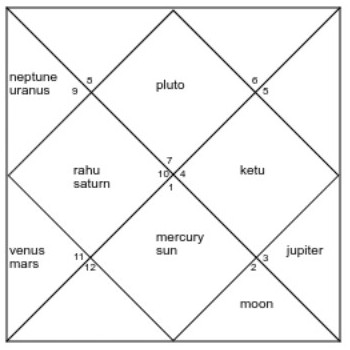 neptune
uranus
8
9
pluto
6
5
rahu
saturn
7
10 4
1
ketu
venus
mars
11
12
mercury
sun
3
2
jupiter
moon